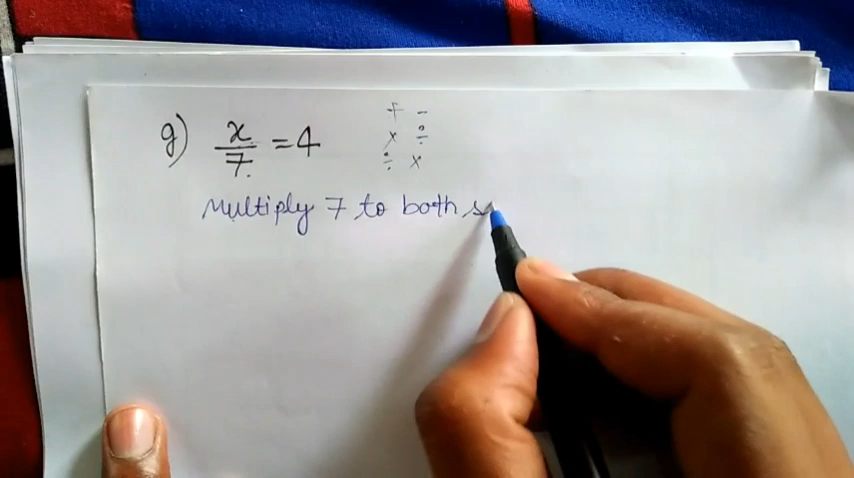 g) x/7 = 4
+ -
× ÷
÷ ×
Multiply 7 to both s